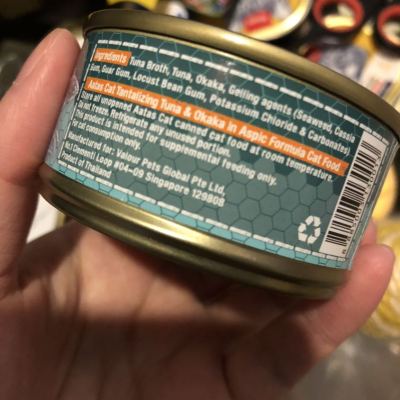 Ingredients: Tuna Broth, Tuna, Okaka, Gelling agents (Seaweed, Cassia
Gum, Guar Gum, Locust Bean Gum, Potassium Chloride & Carbonates)
Aatas Cat Tantalizing Tuna & Okaka in Aspic Formula Cat Food
Store all unopened Aatas Cat canned cat food at room temperature.
Do not freeze. Refrigerate any unused portion.
This product is intended for supplemental feeding only.
For cat consumption only.
Manufactured for: Valour Pets Global Pte Ltd.
No1 Clementi Loop #04-09 Singapore 129808
Product of Thailand